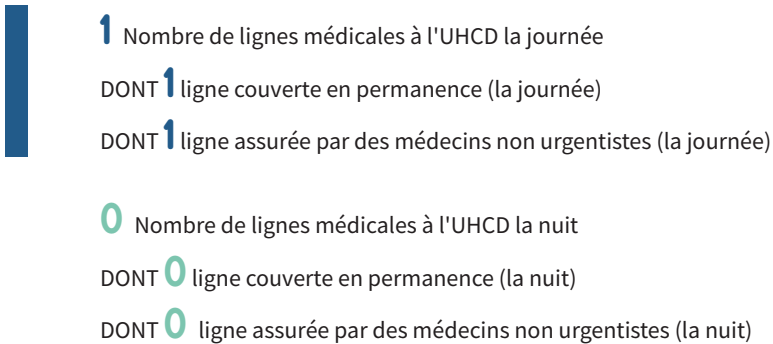 1 Nombre de lignes médicales à l'UHCD la journée
DONT 1 ligne couverte en permanence (la journée)
DONT 1 ligne assurée par des médecins non urgentistes (la journée)
0 Nombre de lignes médicales à l'UHCD la nuit
DONT 0 ligne couverte en permanence (la nuit)
DONT 0 ligne assurée par des médecins non urgentistes (la nuit)